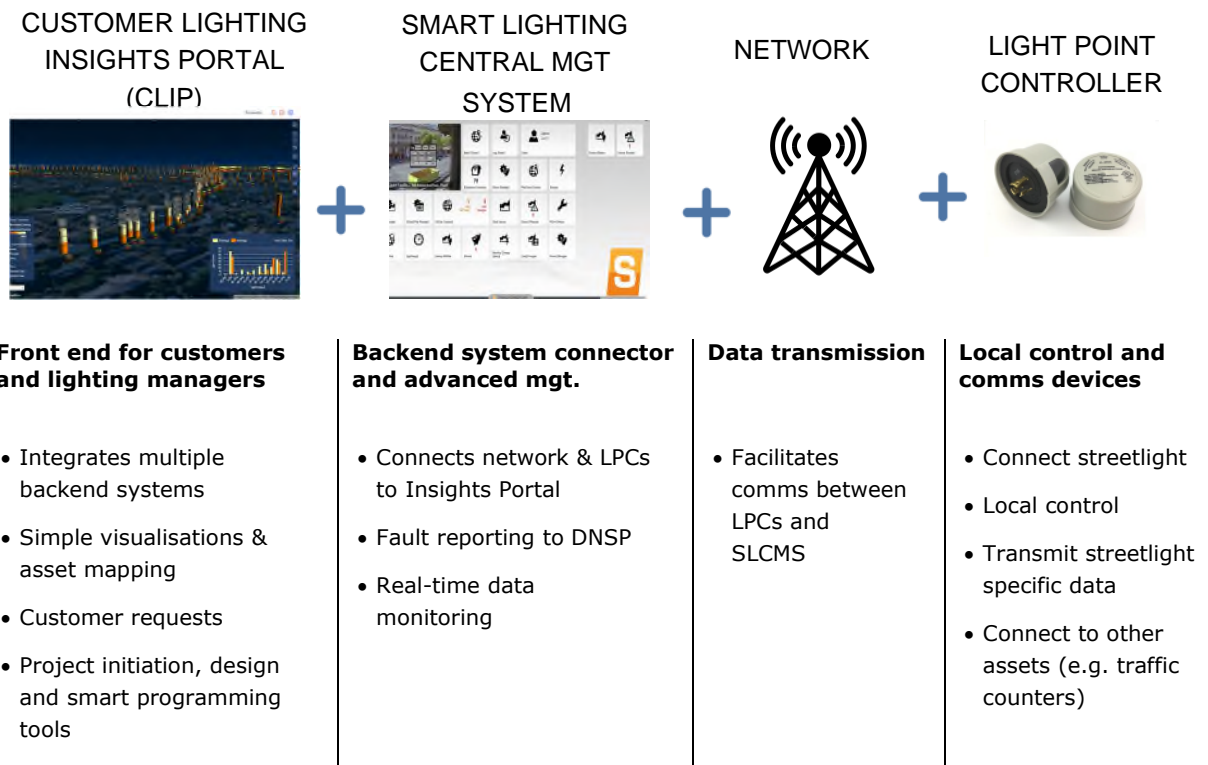 CUSTOMER LIGHTING
INSIGHTS PORTAL
(CLIP)
SMART LIGHTING
CENTRAL MGT
SYSTEM
NETWORK
LIGHT POINT
CONTROLLER
S
Front end for customers
and lighting managers
• Integrates multiple
backend systems
• Simple visualisations &
asset mapping
• Customer requests
• Project initiation, design
and smart programming
tools
Backend system connector
and advanced mgt.
• Connects network & LPCs
to Insights Portal
• Fault reporting to DNSP
• Real-time data
monitoring
Data transmission
• Facilitates
comms between
LPCs and
SLCMS
Local control and
comms devices
• Connect streetlight
• Local control
• Transmit streetlight
specific data
• Connect to other
assets (e.g. traffic
counters)